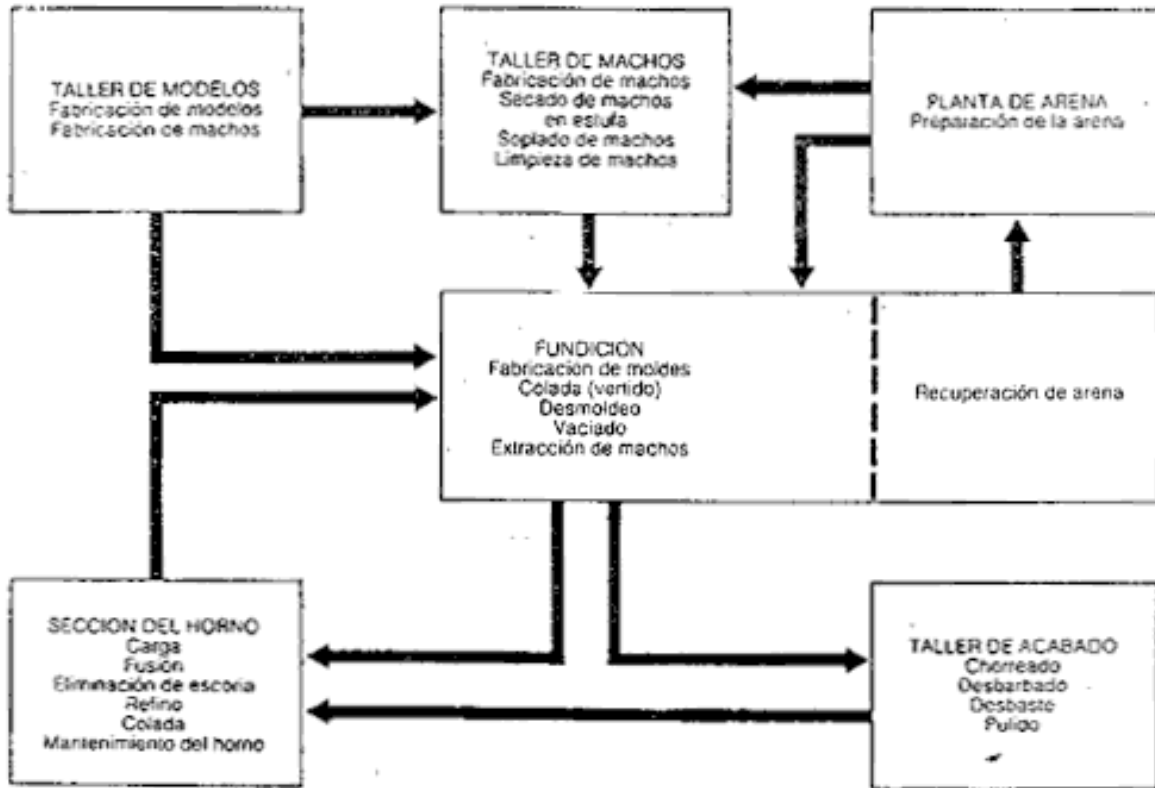 TALLER DE MODELOS
Fabricación de modelos
Fabricación de machos
TALLER DE MACHOS
Fabricación de machos
Secado de machos
en estufa
Soplado de machos
Limpieza de machos
PLANTA DE ARENA
Preparación de la arena
FUNDICION
Fabricación de moldes
Colada (vertido)
Desmoldeo
Vaciado
Extracción de machos
Recuperación de arena
SECCION DEL HORNO
Carga
Fusión
Eliminación de escoria
Refino
Colada
Mantenimiento del horno
TALLER DE ACABADO
Chorreado
Desbarbado
Desbaste
Pulido